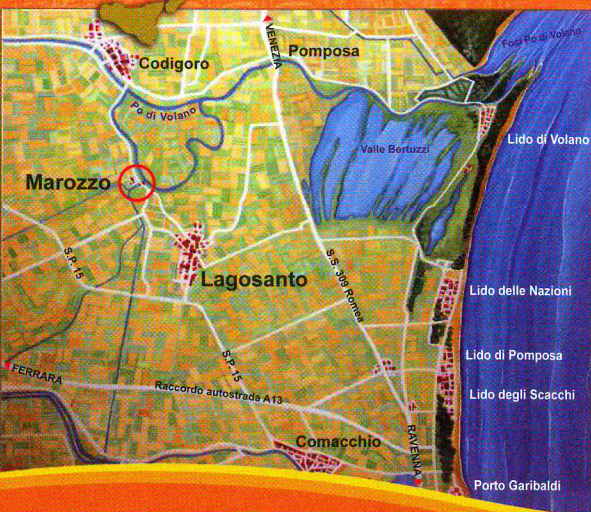 VENEZIA
Foci Po di Volano
Pomposa
Codigoro
Po di Volano
Lido di Volano
Valle Bertuzzi
Marozzo
S.P. 15
Lagosanto
S.S. 309 Romea
Lido delle Nazioni
S.P. 15
Lido di Pomposa
FERRARA
Raccordo autostrada A13
Lido degli Scacchi
RAVENNA
Comacchio
Porto Garibaldi